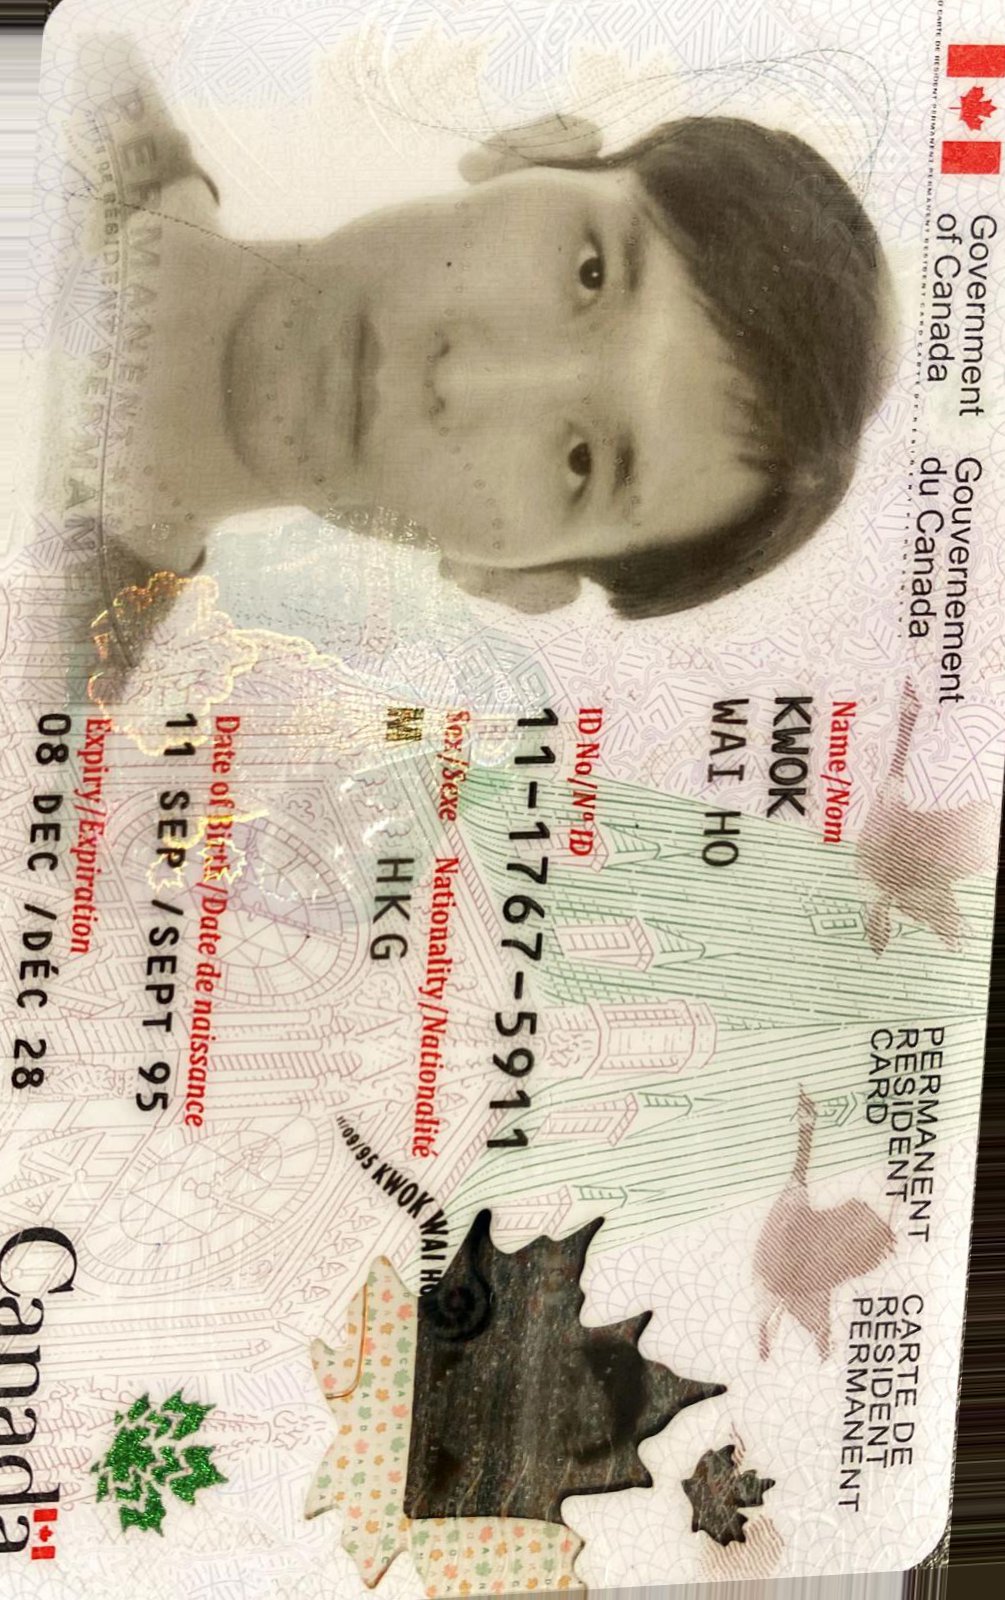 Government of Canada
Gouvernement du Canada
PERMANENT RESIDENT CARD
CARTE DE RÉSIDENT PERMANENT
Name/Nom
KWOK
WAI HO
ID No/Nº ID
11-1767-5911
Sex/Sexe Nationality/Nationalité
M HKG
Date of Birth/Date de naissance
11 SEP /SEPT 95
Expiry/Expiration
08 DEC /DÉC 28
11/09/95 KWOK WAI HO
Canada